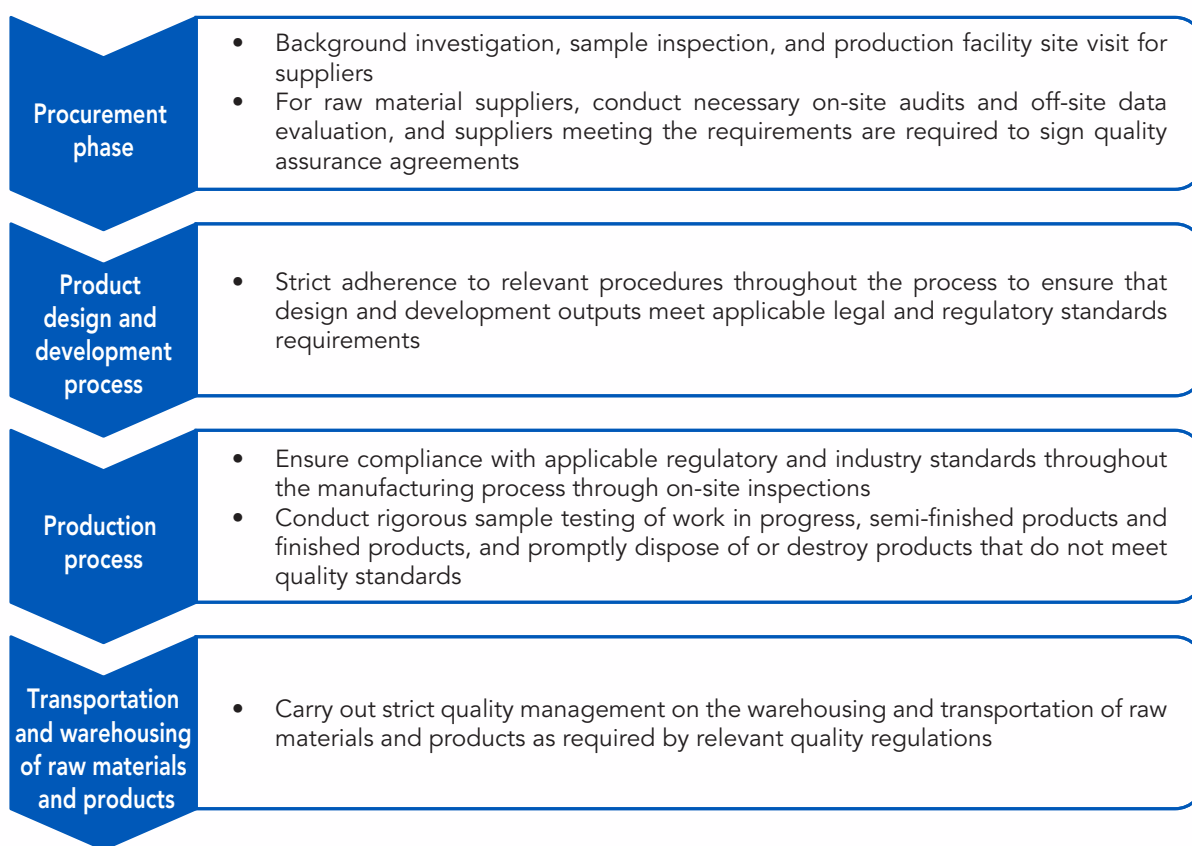 Procurement
phase
• Background investigation, sample inspection, and production facility site visit for
suppliers
• For raw material suppliers, conduct necessary on-site audits and off-site data
evaluation, and suppliers meeting the requirements are required to sign quality
assurance agreements
Product
design and
development
process
• Strict adherence to relevant procedures throughout the process to ensure that
design and development outputs meet applicable legal and regulatory standards
requirements
Production
process
• Ensure compliance with applicable regulatory and industry standards throughout
the manufacturing process through on-site inspections
• Conduct rigorous sample testing of work in progress, semi-finished products and
finished products, and promptly dispose of or destroy products that do not meet
quality standards
Transportation
and warehousing
of raw materials
and products
• Carry out strict quality management on the warehousing and transportation of raw
materials and products as required by relevant quality regulations